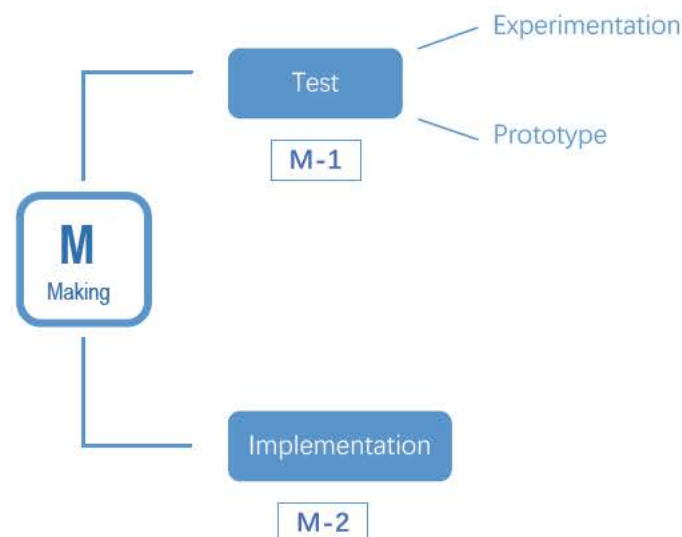 Experimentation
Test
Prototype
M-1
M
Making
Implementation
M-2